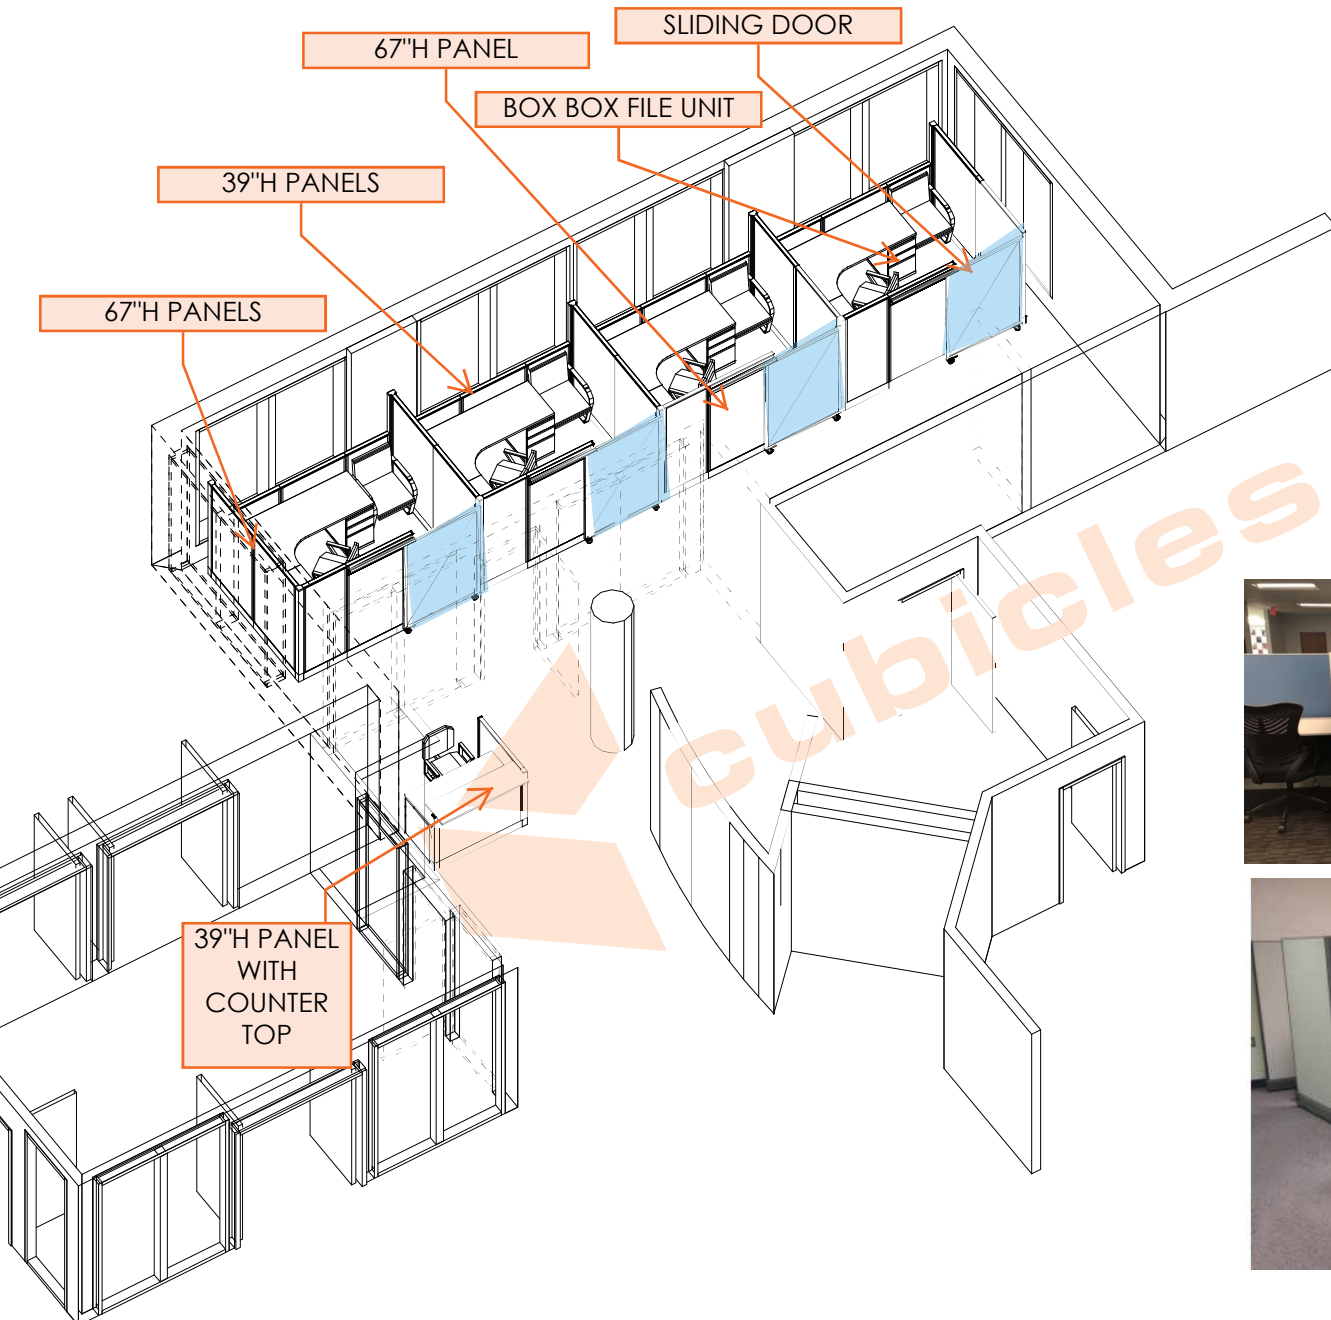 SLIDING DOOR
67"H PANEL
BOX BOX FILE UNIT
39"H PANELS
67"H PANELS
cubicles
39"H PANEL
WITH
COUNTER
TOP